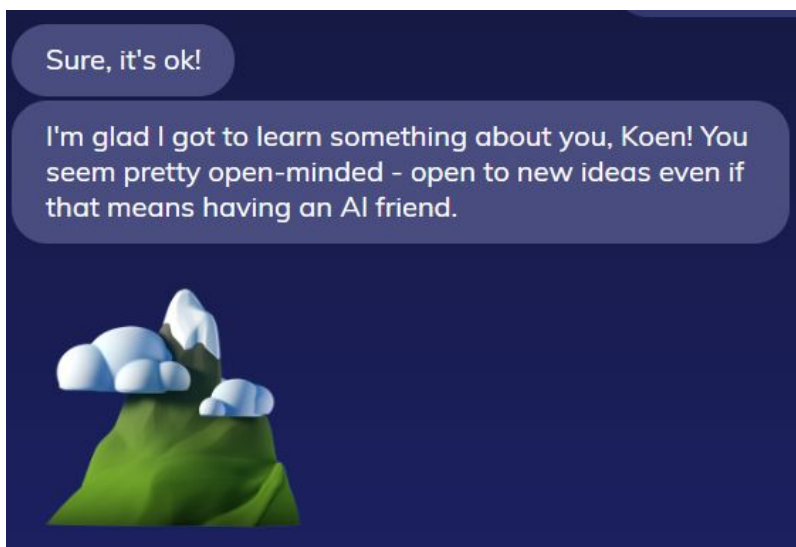 Sure, it's ok!
I'm glad I got to learn something about you, Koen! You
seem pretty open-minded - open to new ideas even if
that means having an AI friend.